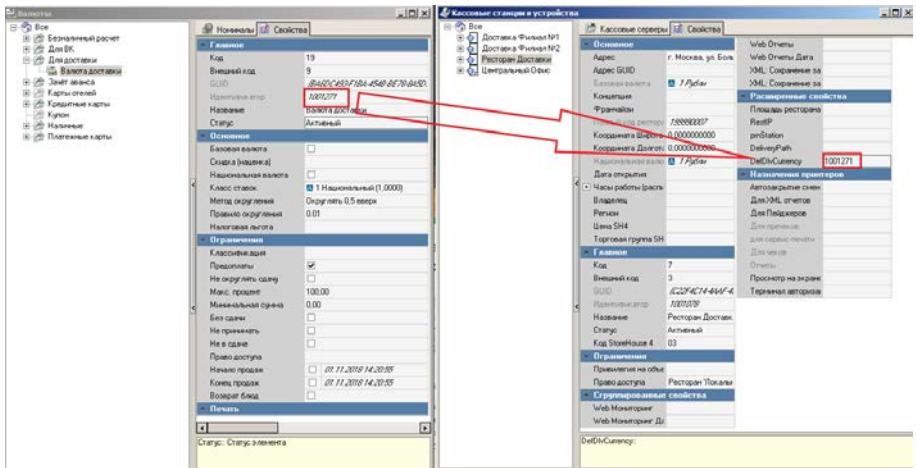 Валюты
Все
Безналичный расчет
Для ВК
Для доставки
Валюта доставки
Зачёт аванса
Карты отелей
Кредитные карты
Купон
Наличные
Платежные карты
Номиналы Свойства
Главное
Код 19
Внешний код 9
GUID
Идентификатор 1001271
Название Валюта доставки
Статус Активный
Основное
Базовая валюта
Скидка (наценка)
Национальная валюта
Класс ставок 1 Национальный (1,0000)
Метод округления Округлять 0,5 вверх
Правило округления 0.01
Налоговая льгота
Ограничения
Классификация
Предоплаты
Не округлять сдачу
Макс. процент 100,00
Минимальная сумма 0,00
Без сдачи
Не принимать
Не в сдаче
Право доступа
Начало продаж 01.11.2018 14:20:55
Конец продаж 01.11.2018 14:20:55
Возврат блюд
Печать
Статус: Статус элемента
Кассовые станции и устройства
Все
Доставка Филиал №1
Доставка Филиал №2
Ресторан Доставки
Центральный Офис
Кассовые серверы Свойства
Основное
Адрес г. Москва, ул. Боль
Адрес GUID
Базовая валюта 1 Рубли
Концепция
Франчайзи
Полный код рестор 199990007
Координата Широта 0,0000000000
Координата Долгота 0,0000000000
Национальная валю 1 Рубли
Дата открытия
Часы работы (распи
Владелец
Регион
Цена SH4
Торговая группа SH
Главное
Код 7
Внешний код 3
GUID
Идентификатор 1001078
Название Ресторан Доставк
Статус Активный
Код StoreHouse 4 03
Ограничения
Привилегия на объе
Право доступа Ресторан "Локальн
Сгруппированные свойства
Web Мониторинг
Web Мониторинг Да
Web Отчеты
Web Отчеты Дата
XML: Сохранение за
XML: Сохранение за
Расширенные свойства
Площадь ресторана
RestIP
prnStation
DeliveryPath
DefDlvCurrency 1001271
Назначения принтеров
Автозакрытие смен
Для XML отчетов
Для Пейджеров
Для пречеков
Для сервис-печати
Для чеков
Отчеты
Просмотр на экране
Терминал авторизац
DefDlvCurrency: